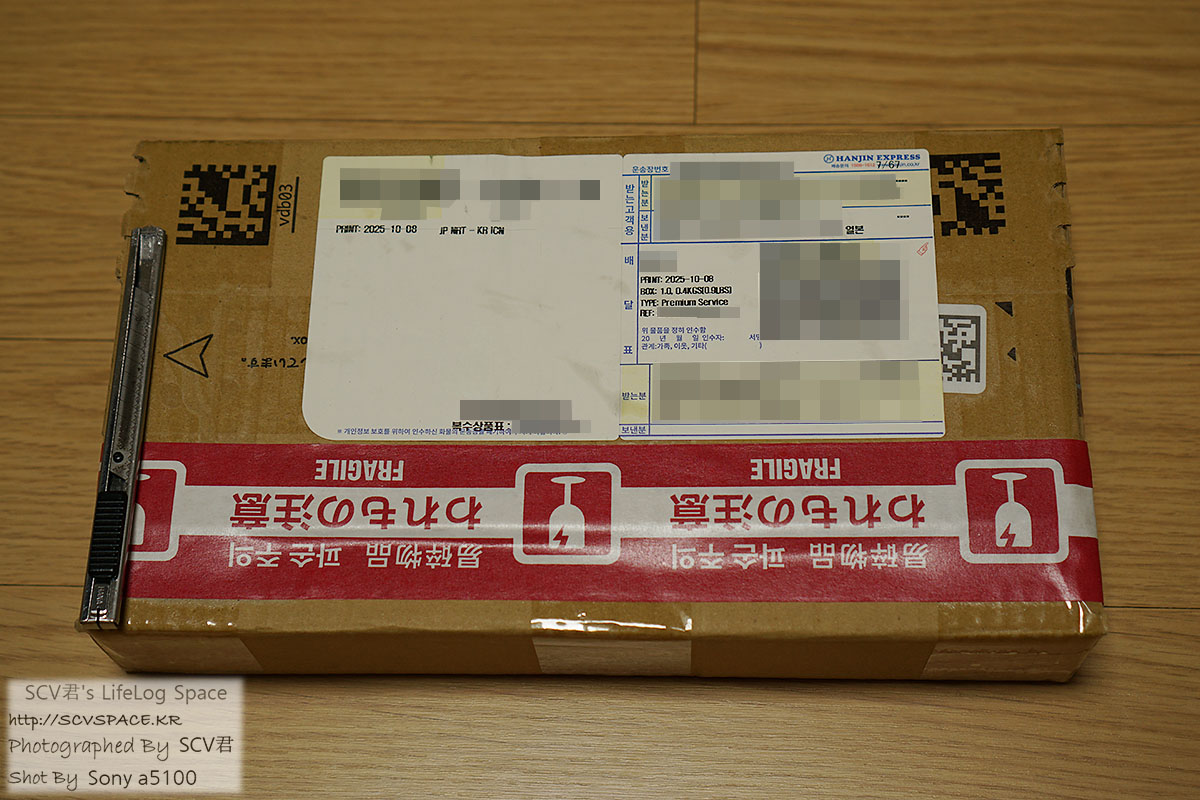 vdb03
PRINT: 2025-10-08 JP NRT - KR ICN
복수상품표 :
운송장번호
HANJIN EXPRESS
7/67
받는고객용
받는분
보낸분
일본
배달표
PRINT: 2025-10-08
BOX: 1.0, 0.4KGS(0.9LBS)
TYPE: Premium Service
REF:
위 물품을 정히 인수함
20 년 월 일 인수자:
관계:가족, 이웃, 기타( )
받는분
보낸분
ています。
FRAGILE FRAGILE
われもの注意 われもの注意
易碎物品 파손주의 易碎物品 파손주의
SCV君's LifeLog Space
http://SCVSPACE.KR
Photographed By SCV君
Shot By Sony a5100